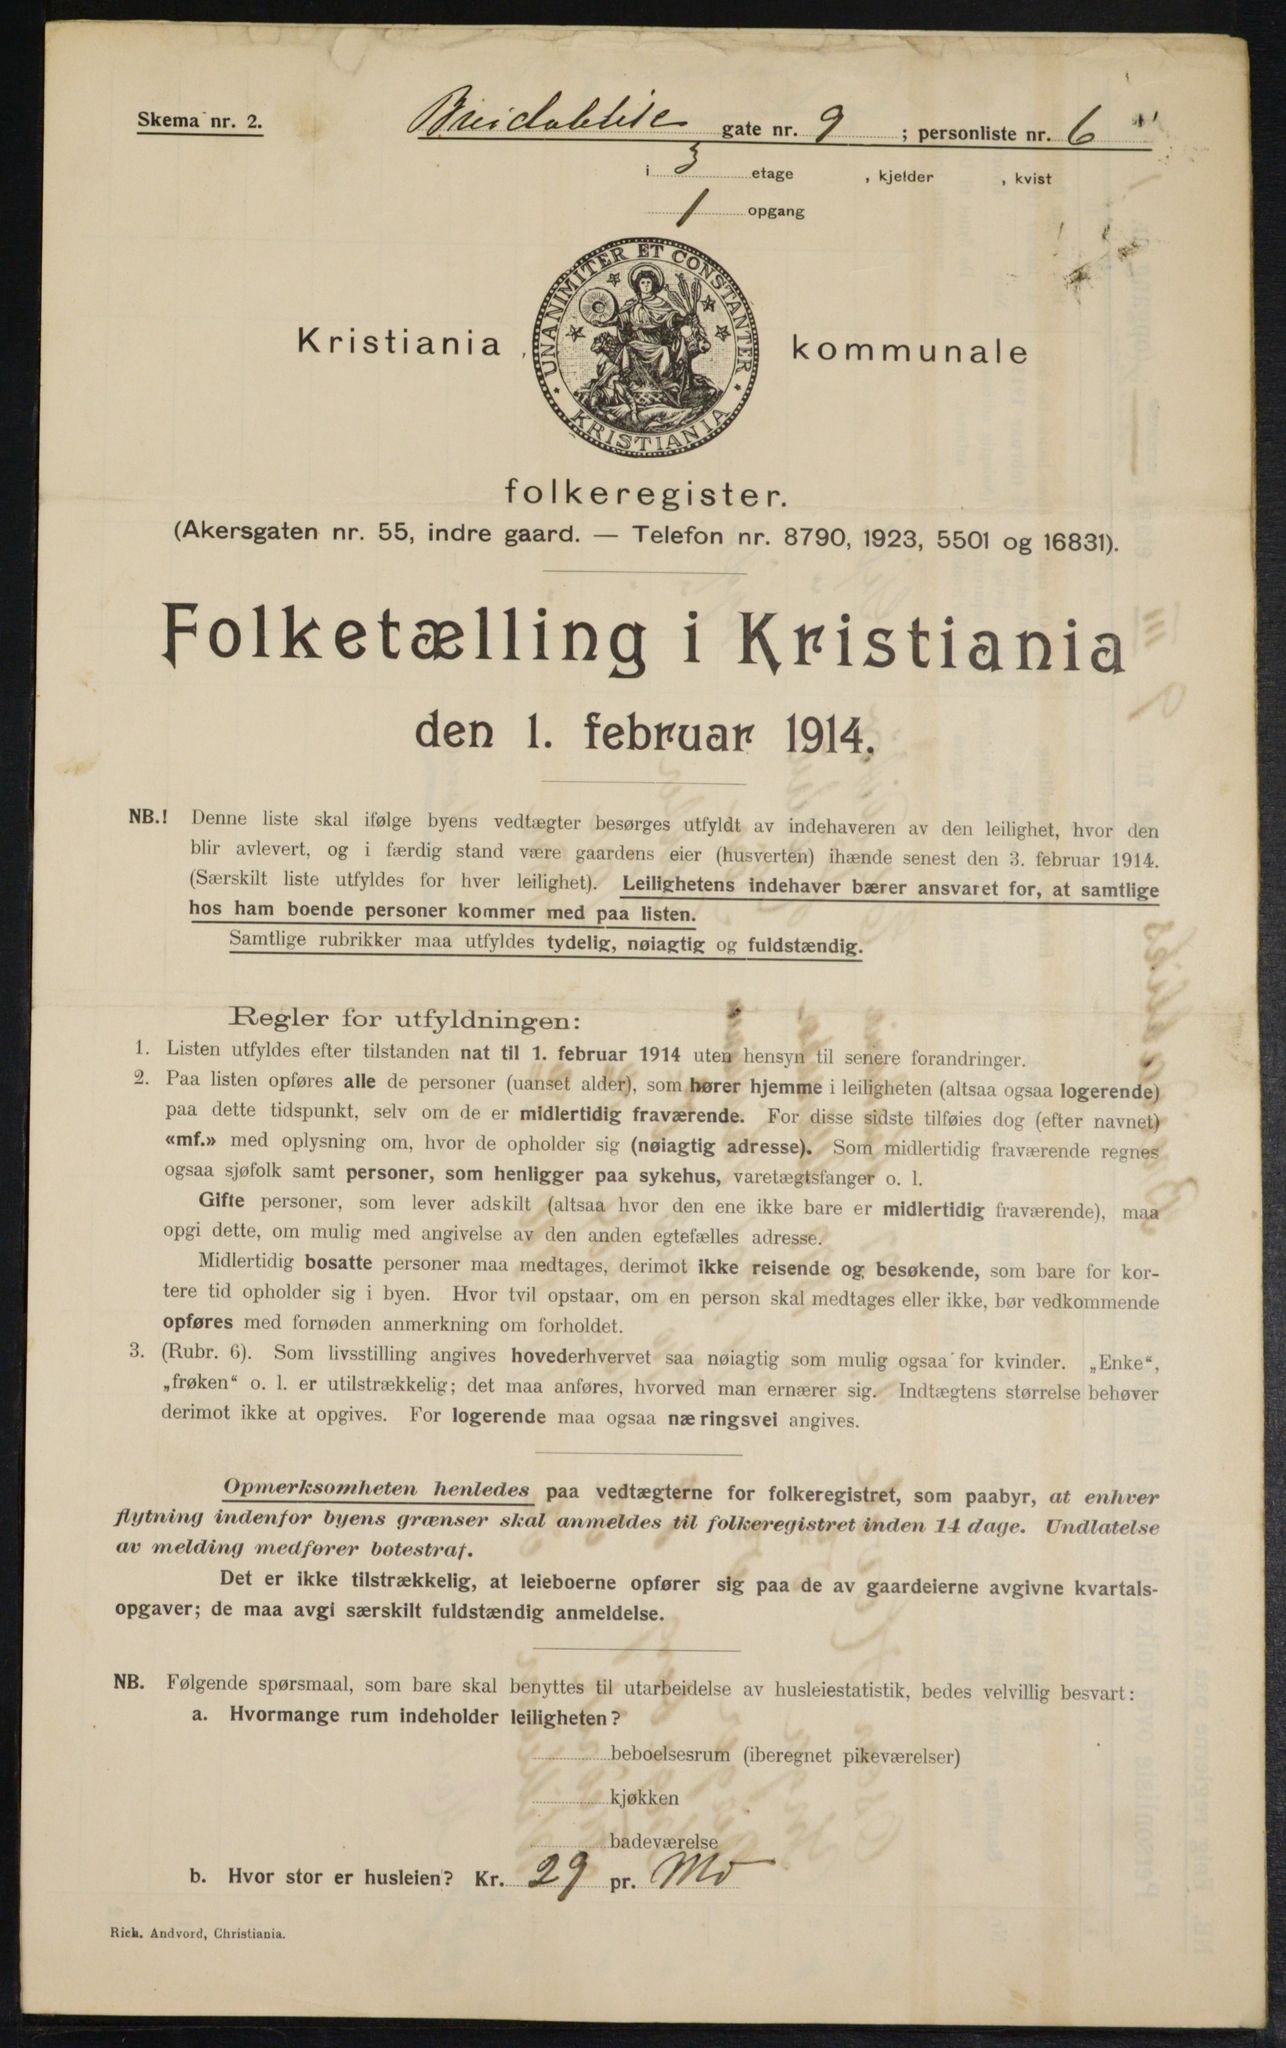 Skema nr. 2.
Breidablik gate nr. 9 ; personliste nr. 6
i 3 etage , kjelder , kvist
1 opgang
UNANIMITER ET CONSTANTER
KRISTIANIA
Kristiania kommunale
folkeregister.
(Akersgaten nr. 55, indre gaard. — Telefon nr. 8790, 1923, 5501 og 16831).
Folketælling i Kristiania
den 1. februar 1914.
NB.! Denne liste skal ifølge byens vedtægter besørges utfyldt av indehaveren av den leilighet, hvor den
blir avlevert, og i færdig stand være gaardens eier (husverten) ihænde senest den 3. februar 1914.
(Særskilt liste utfyldes for hver leilighet). Leilighetens indehaver bærer ansvaret for, at samtlige
hos ham boende personer kommer med paa listen.
Samtlige rubrikker maa utfyldes tydelig, nøiagtig og fuldstændig.
Regler for utfyldningen:
1. Listen utfyldes efter tilstanden nat til 1. februar 1914 uten hensyn til senere forandringer.
2. Paa listen opføres alle de personer (uanset alder), som hører hjemme i leiligheten (altsaa ogsaa logerende)
paa dette tidspunkt, selv om de er midlertidig fraværende. For disse sidste tilføies dog (efter navnet)
«mf.» med oplysning om, hvor de opholder sig (nøiagtig adresse). Som midlertidig fraværende regnes
ogsaa sjøfolk samt personer, som henligger paa sykehus, varetægtsfanger o. l.
Gifte personer, som lever adskilt (altsaa hvor den ene ikke bare er midlertidig fraværende), maa
opgi dette, om mulig med angivelse av den anden egtefælles adresse.
Midlertidig bosatte personer maa medtages, derimot ikke reisende og besøkende, som bare for kor-
tere tid opholder sig i byen. Hvor tvil opstaar, om en person skal medtages eller ikke, bør vedkommende
opføres med fornøden anmerkning om forholdet.
3. (Rubr. 6). Som livsstilling angives hovederhvervet saa nøiagtig som mulig ogsaa for kvinder. „Enke“,
„frøken“ o. l. er utilstrækkelig; det maa anføres, hvorved man ernærer sig. Indtægtens størrelse behøver
derimot ikke at opgives. For logerende maa ogsaa næringsvei angives.
Opmerksomheten henledes paa vedtægterne for folkeregistret, som paabyr, at enhver
flytning indenfor byens grænser skal anmeldes til folkeregistret inden 14 dage. Undlatelse
av melding medfører bøtestraf.
Det er ikke tilstrækkelig, at leieboerne opfører sig paa de av gaardeierne avgivne kvartals-
opgaver; de maa avgi særskilt fuldstændig anmeldelse.
NB. Følgende spørsmaal, som bare skal benyttes til utarbeidelse av husleiestatistik, bedes velvillig besvart:
a. Hvormange rum indeholder leiligheten?
beboelsesrum (iberegnet pikeværelser)
kjøkken
badeværelse
b. Hvor stor er husleien? Kr. 29 pr. Md
Rich. Andvord, Christiania.